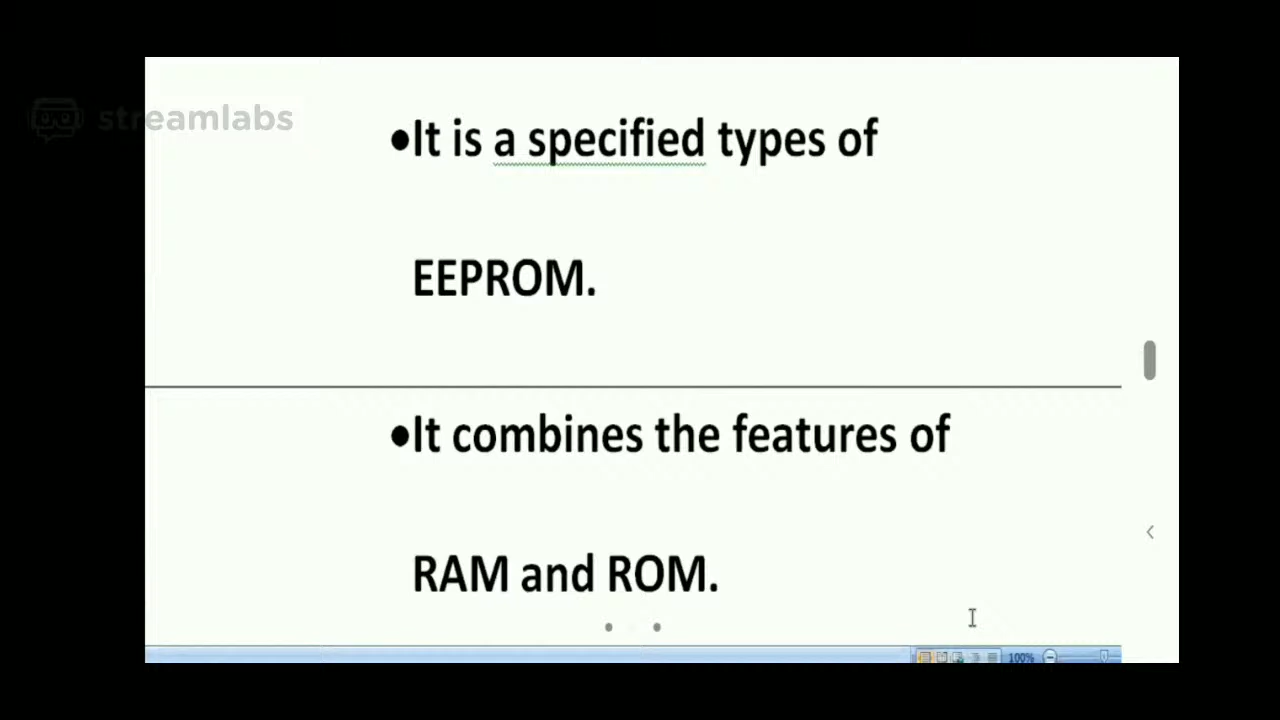 streamlabs
•It is a specified types of
EEPROM.
•It combines the features of
RAM and ROM.
100%